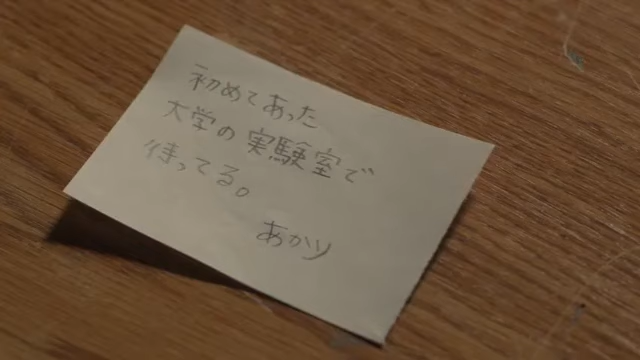 初めてあった
大学の実験室で
待ってる。
あかり